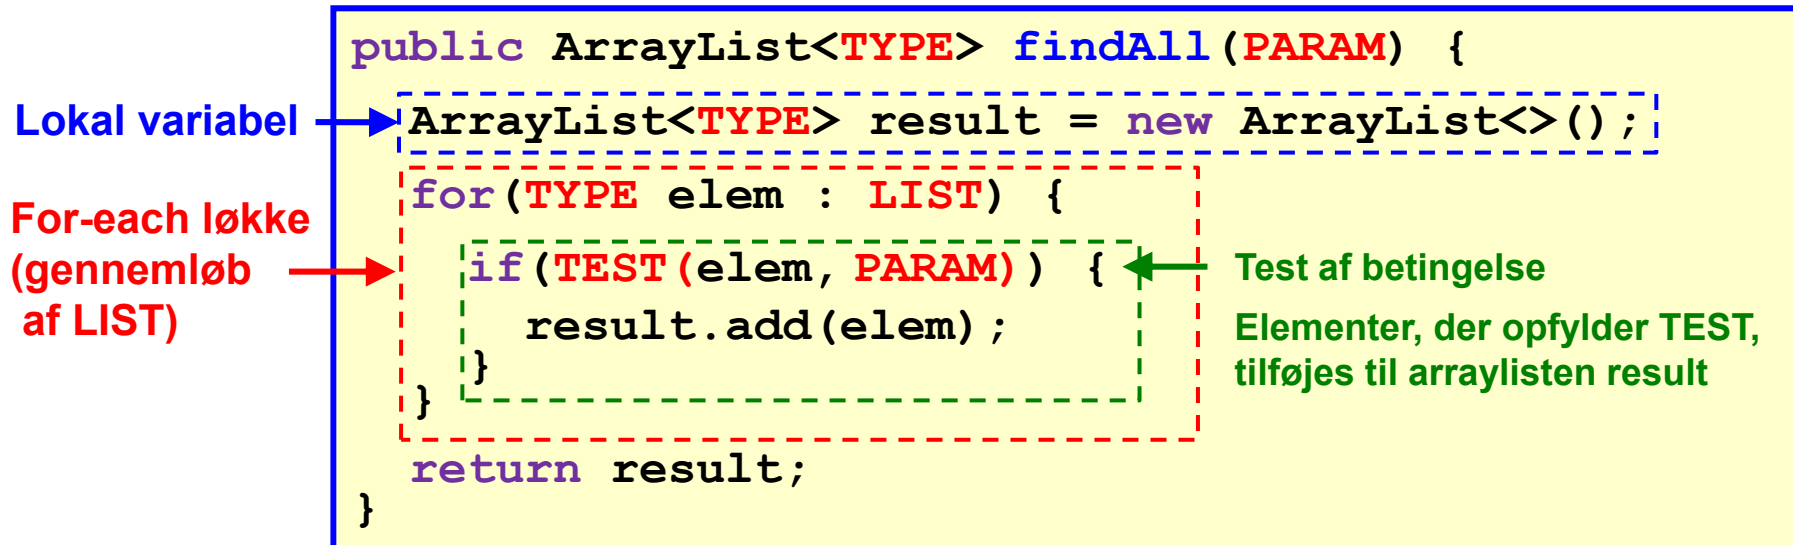 public ArrayList<TYPE> findAll(PARAM) {
Lokal variabel
ArrayList<TYPE> result = new ArrayList<>();
For-each løkke
(gennemløb
af LIST)
for(TYPE elem : LIST) {
if(TEST(elem, PARAM)) {
result.add(elem);
}
}
Test af betingelse
Elementer, der opfylder TEST,
tilføjes til arraylisten result
return result;
}